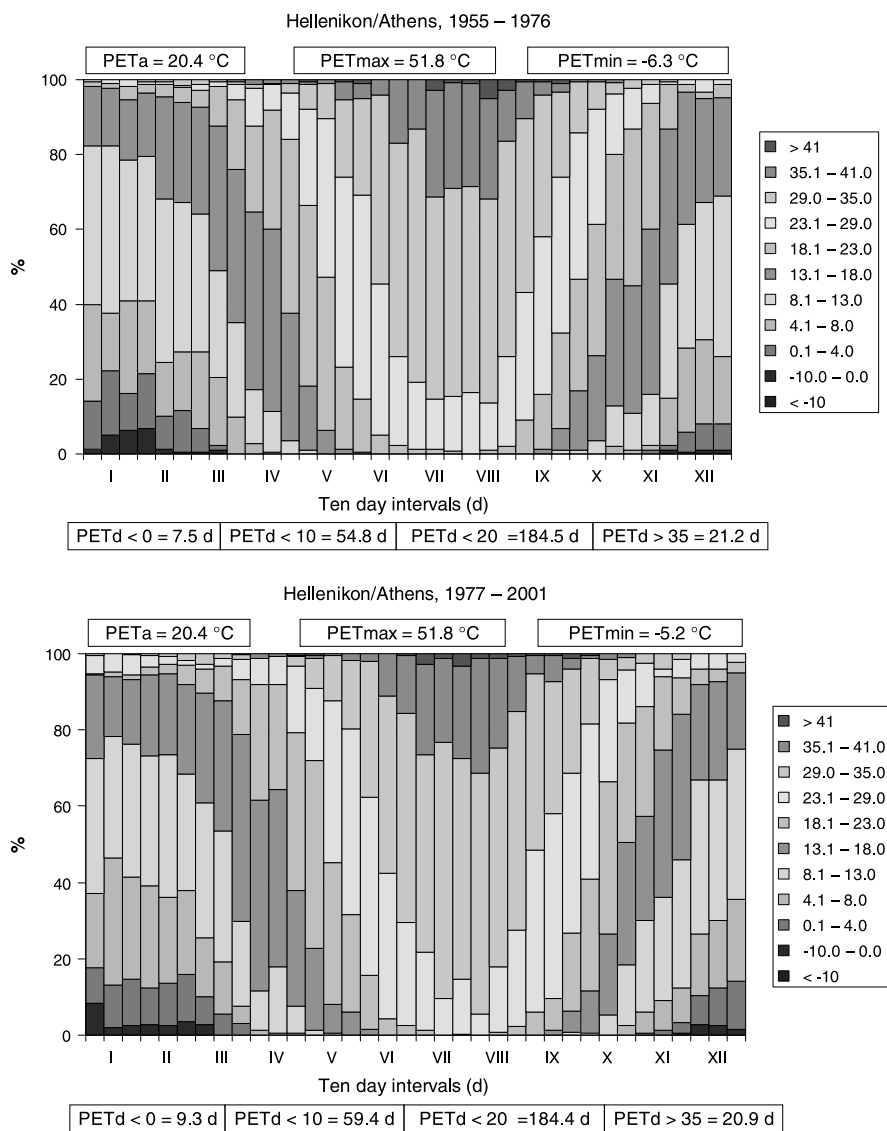 Hellenikon/Athens, 1955 – 1976
PETa = 20.4 °C
PETmax = 51.8 °C
PETmin = -6.3 °C
100
80
60
40
20
0
%
I II III IV V VI VII VIII IX X XI XII
Ten day intervals (d)
> 41
35.1 – 41.0
29.0 – 35.0
23.1 – 29.0
18.1 – 23.0
13.1 – 18.0
8.1 – 13.0
4.1 – 8.0
0.1 – 4.0
-10.0 – 0.0
< -10
PETd < 0 = 7.5 d
PETd < 10 = 54.8 d
PETd < 20 =184.5 d
PETd > 35 = 21.2 d
Hellenikon/Athens, 1977 – 2001
PETa = 20.4 °C
PETmax = 51.8 °C
PETmin = -5.2 °C
100
80
60
40
20
0
%
I II III IV V VI VII VIII IX X XI XII
Ten day intervals (d)
> 41
35.1 – 41.0
29.0 – 35.0
23.1 – 29.0
18.1 – 23.0
13.1 – 18.0
8.1 – 13.0
4.1 – 8.0
0.1 – 4.0
-10.0 – 0.0
< -10
PETd < 0 = 9.3 d
PETd < 10 = 59.4 d
PETd < 20 =184.4 d
PETd > 35 = 20.9 d